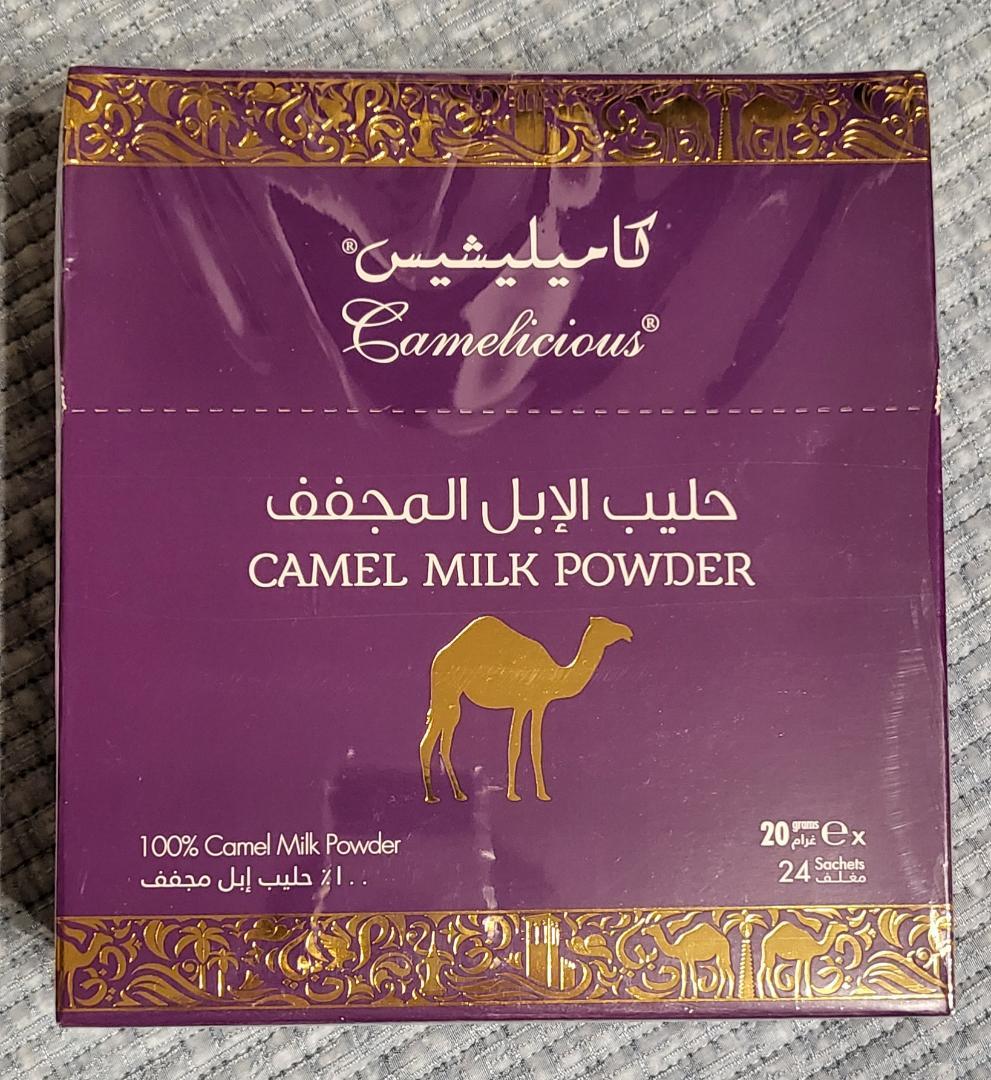 كاميليشيس®
Camelicious®
حليب الإبل المجفف
CAMEL MILK POWDER
100% Camel Milk Powder
١٠٠٪ حليب إبل مجفف
20 grams غرام ℮ x
24 Sachets مغلف